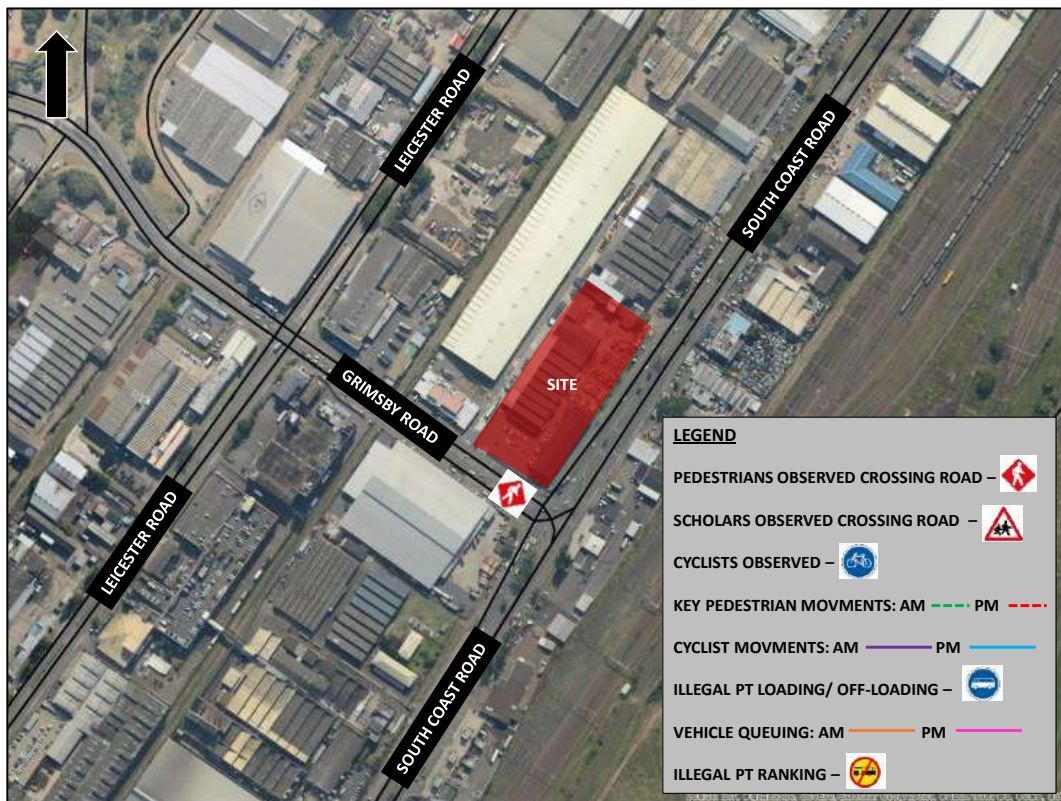 LEICESTER ROAD
SOUTH COAST ROAD
SITE
GRIMSBY ROAD
LEICESTER ROAD
SOUTH COAST ROAD
LEGEND
PEDESTRIANS OBSERVED CROSSING ROAD –
SCHOLARS OBSERVED CROSSING ROAD –
CYCLISTS OBSERVED –
KEY PEDESTRIAN MOVMENTS: AM PM
CYCLIST MOVMENTS: AM PM
ILLEGAL PT LOADING/ OFF-LOADING –
VEHICLE QUEUING: AM PM
ILLEGAL PT RANKING –